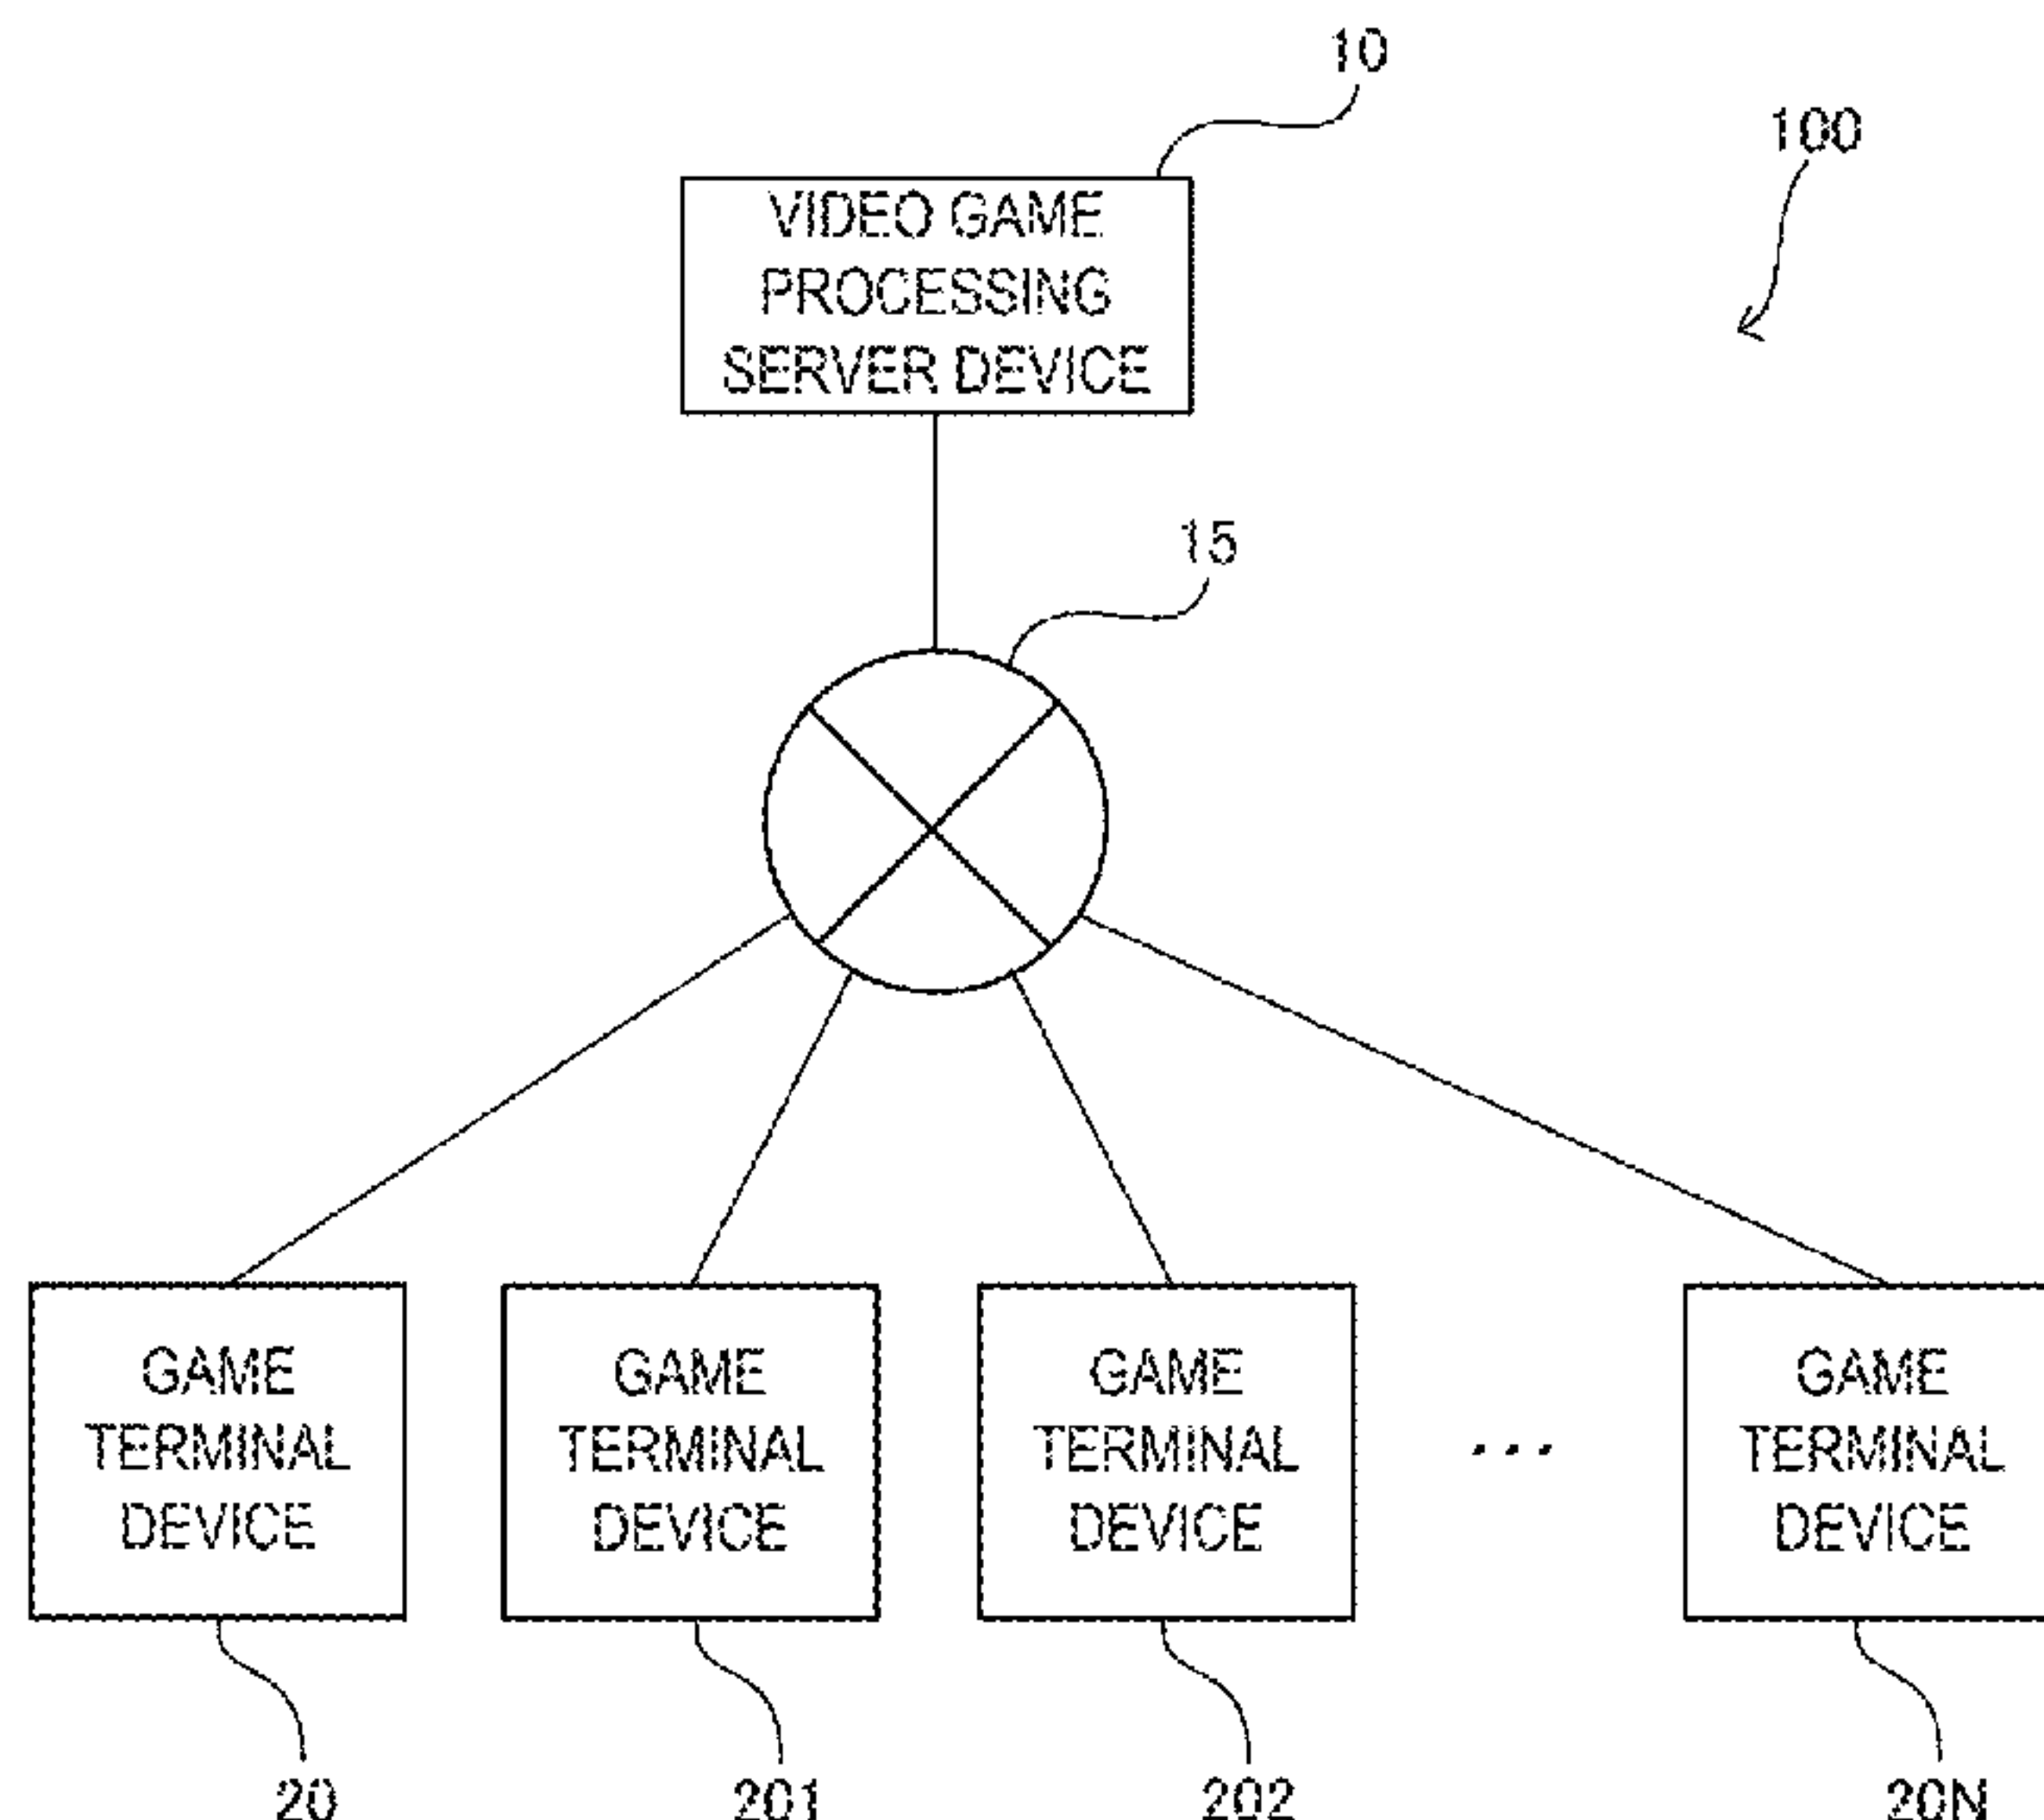 10
100
VIDEO GAME
PROCESSING
SERVER DEVICE
15
GAME
TERMINAL
DEVICE
GAME
TERMINAL
DEVICE
GAME
TERMINAL
DEVICE
...
GAME
TERMINAL
DEVICE
20
201
202
20N